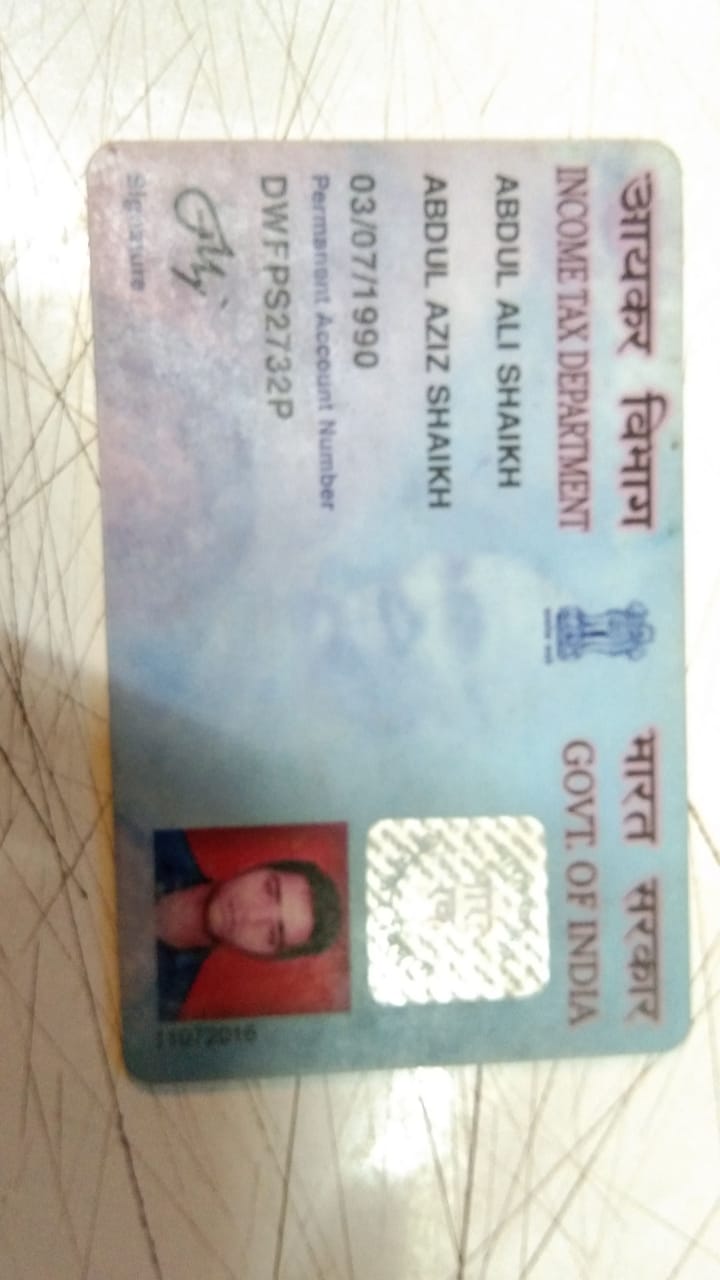 आयकर विभाग
INCOME TAX DEPARTMENT
भारत सरकार
GOVT. OF INDIA
ABDUL ALI SHAIKH
ABDUL AZIZ SHAIKH
03/07/1990
Permanent Account Number
DWFPS2732P
Signature